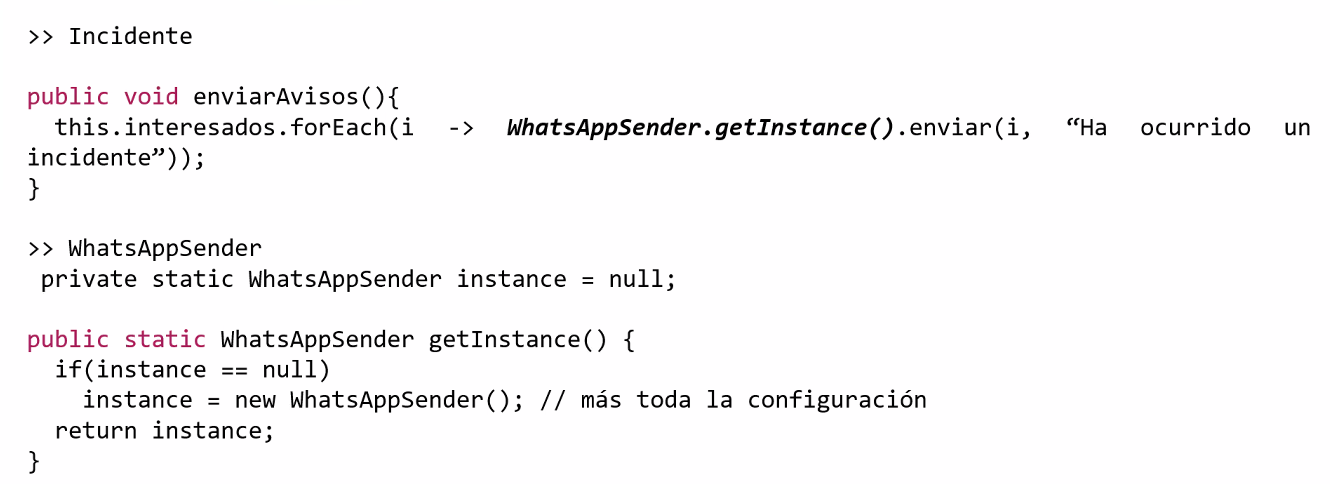 >> Incidente
public void enviarAvisos(){
this.interesados.forEach(i -> WhatsAppSender.getInstance().enviar(i, “Ha ocurrido un
incidente”));
}
>> WhatsAppSender
private static WhatsAppSender instance = null;
public static WhatsAppSender getInstance() {
if(instance == null)
instance = new WhatsAppSender(); // más toda la configuración
return instance;
}